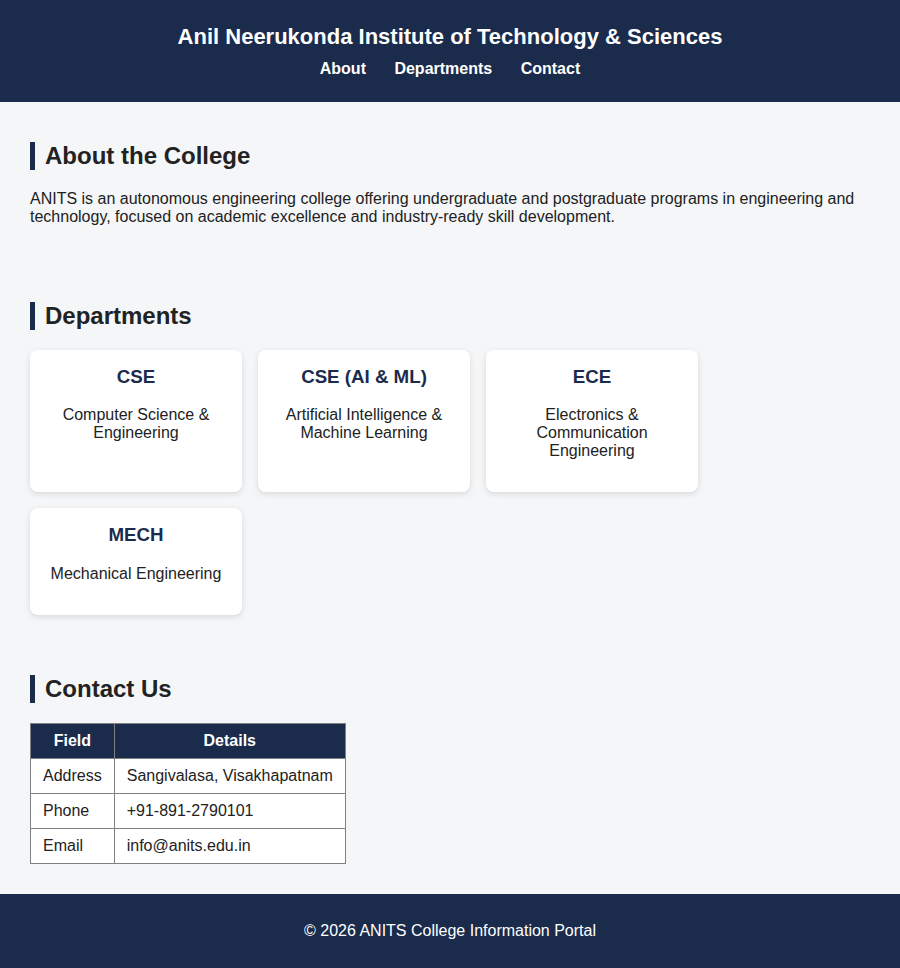 Anil Neerukonda Institute of Technology & Sciences
About Departments Contact
About the College
ANITS is an autonomous engineering college offering undergraduate and postgraduate programs in engineering and
technology, focused on academic excellence and industry-ready skill development.
Departments
CSE
Computer Science &
Engineering
CSE (AI & ML)
Artificial Intelligence &
Machine Learning
ECE
Electronics &
Communication
Engineering
MECH
Mechanical Engineering
Contact Us
Field Details
Address Sangivalasa, Visakhapatnam
Phone +91-891-2790101
Email info@anits.edu.in
© 2026 ANITS College Information Portal